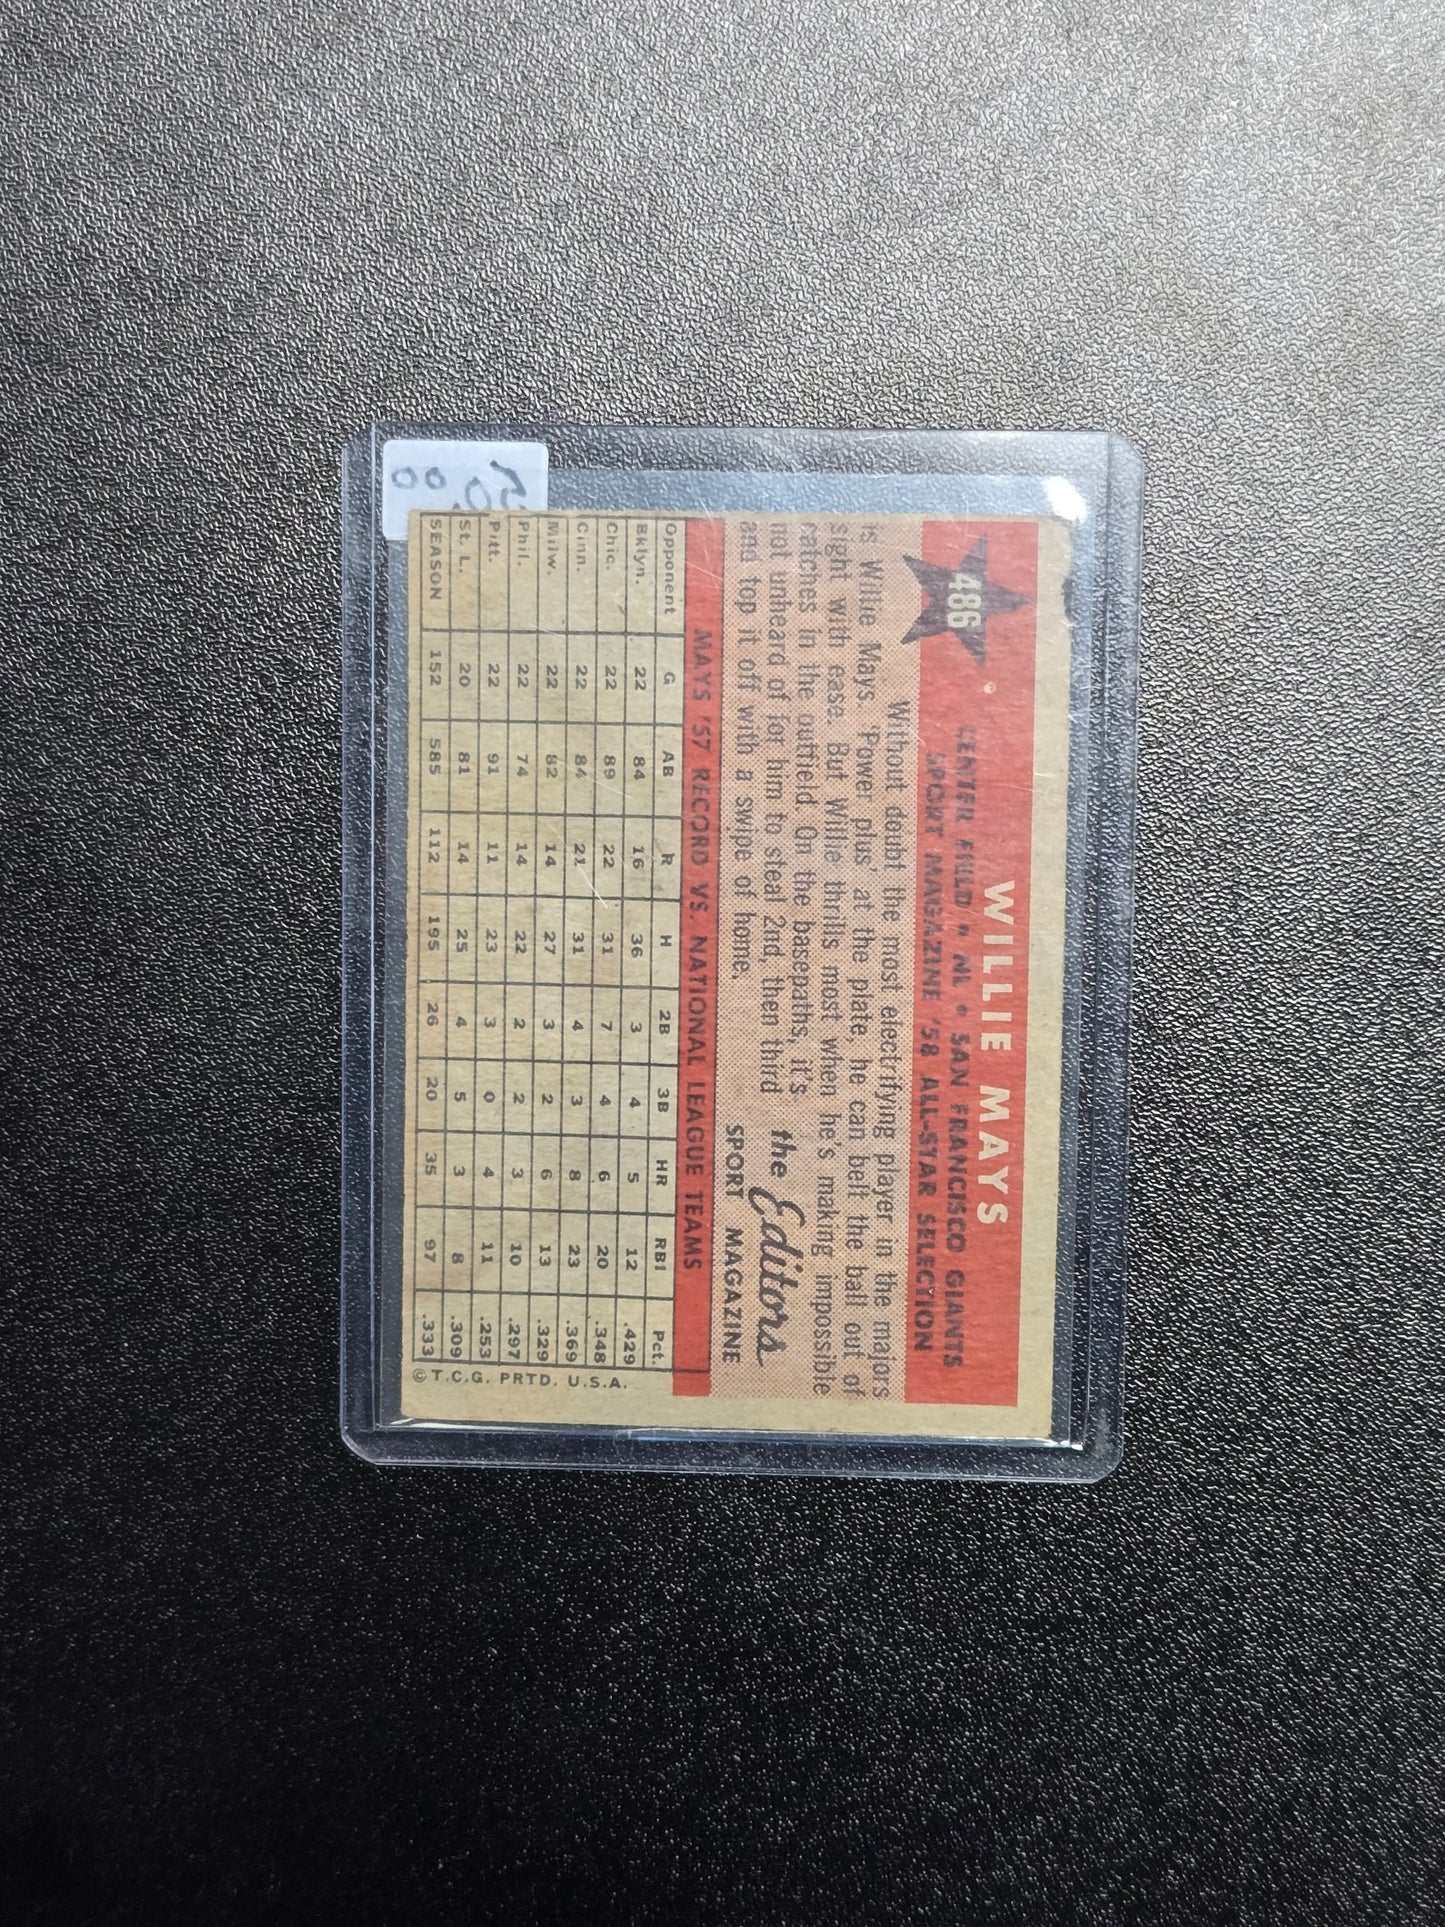 486
WILLIE MAYS
CENTER FIELD • NL • SAN FRANCISCO GIANTS
SPORT MAGAZINE '58 ALL-STAR SELECTION
Without doubt the most electrifying player in the majors
is Willie Mays. 'Power plus' at the plate, he can belt the ball out of
sight with ease. But Willie thrills most when he's making impossible
catches in the outfield. On the basepaths, it's
not unheard of for him to steal 2nd, then third
and top it off with a swipe of home.
the Editors
SPORT MAGAZINE
MAYS '57 RECORD VS. NATIONAL LEAGUE TEAMS
Opponent G AB R H 2B 3B HR RBI Pct.
Bklyn. 22 84 16 36 3 4 5 12 .429
Chic. 22 89 22 31 7 4 6 20 .348
Cinn. 22 84 21 31 4 3 8 23 .369
Milw. 22 82 14 27 3 2 6 13 .329
Phil. 22 74 14 22 2 2 3 10 .297
Pitt. 22 91 11 23 3 0 4 11 .253
St. L. 20 81 14 25 4 5 3 8 .309
SEASON 152 585 112 195 26 20 35 97 .333
©T.C.G. PRTD. U.S.A.